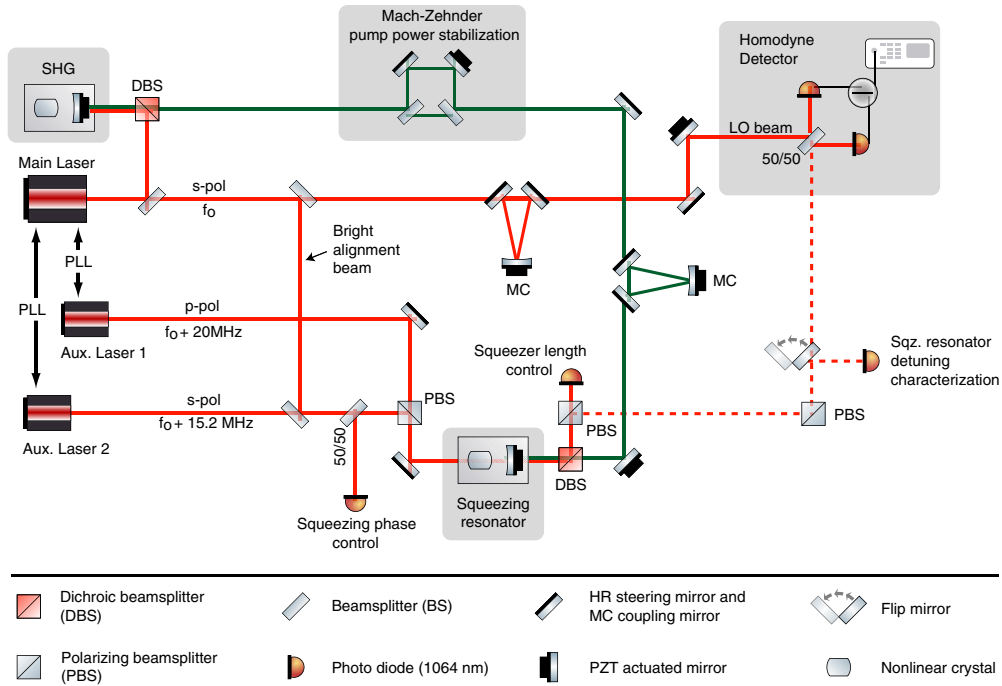 Mach-Zehnder
pump power stabilization
Homodyne
Detector
SHG
DBS
LO beam
50/50
Main Laser
s-pol
fo
Bright
alignment
beam
PLL
PLL
MC
MC
p-pol
fo + 20MHz
Aux. Laser 1
Squeezer length
control
Sqz. resonator
detuning
characterization
s-pol
fo + 15.2 MHz
Aux. Laser 2
PBS
PBS
PBS
50/50
DBS
Squeezing phase
control
Squeezing
resonator
Dichroic beamsplitter
(DBS)
Beamsplitter (BS)
HR steering mirror and
MC coupling mirror
Flip mirror
Polarizing beamsplitter
(PBS)
Photo diode (1064 nm)
PZT actuated mirror
Nonlinear crystal